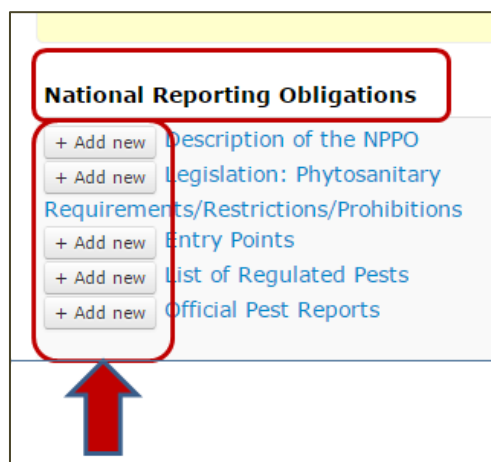 National Reporting Obligations
+ Add new Description of the NPPO
+ Add new Legislation: Phytosanitary
Requirements/Restrictions/Prohibitions
+ Add new Entry Points
+ Add new List of Regulated Pests
+ Add new Official Pest Reports